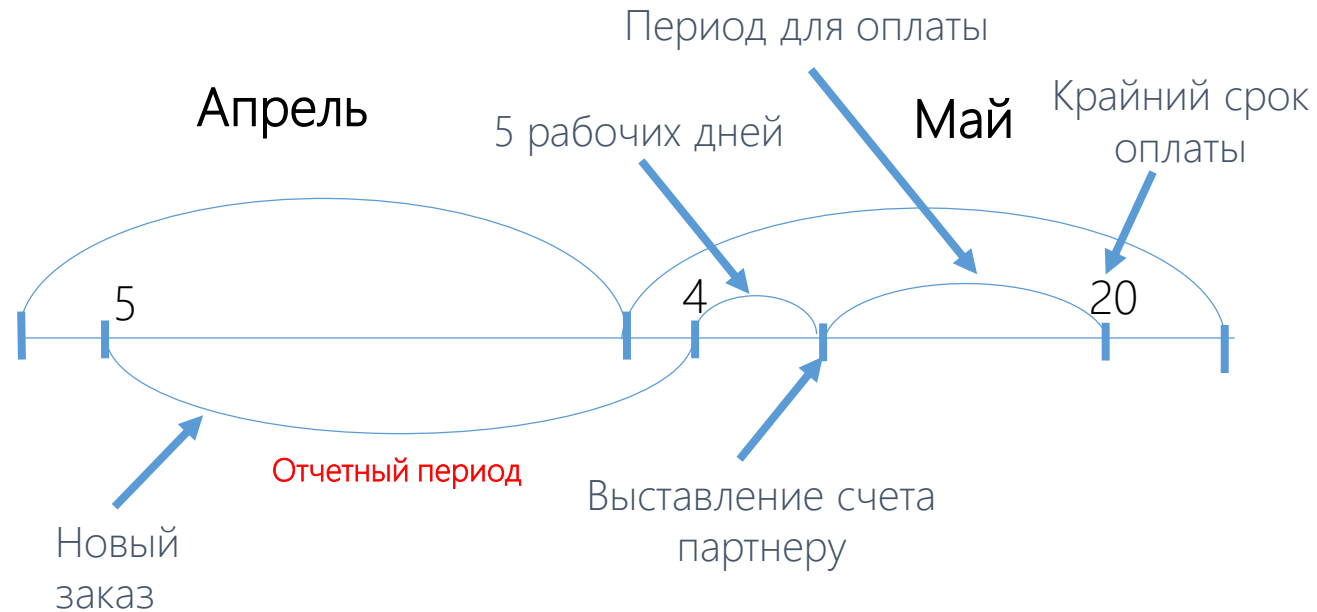 Период для оплаты
Апрель
5 рабочих дней
Май
Крайний срок
оплаты
5
4
20
Отчетный период
Выставление счета
партнеру
Новый
заказ